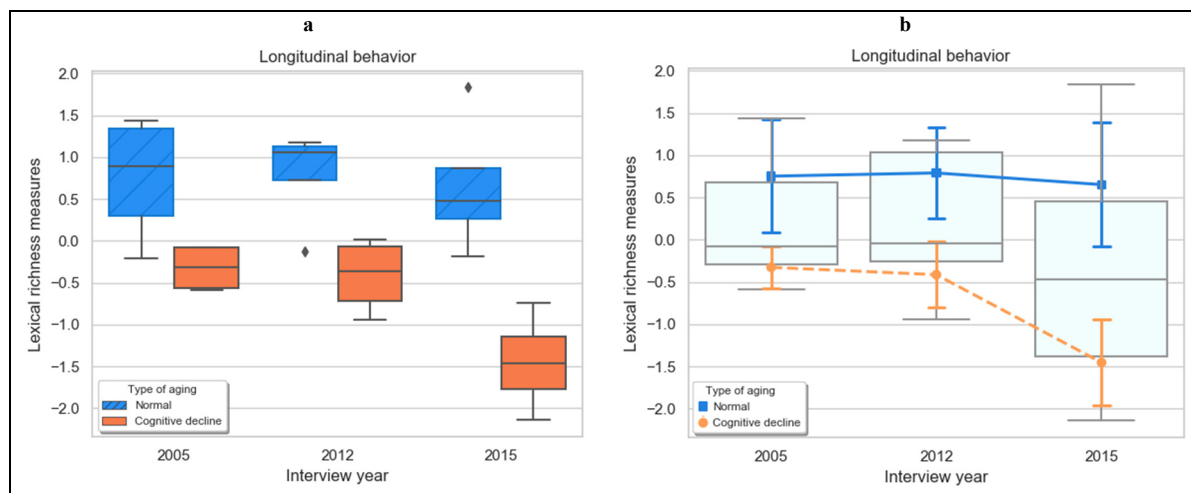 a
Longitudinal behavior
Lexical richness measures
2.0
1.5
1.0
0.5
0.0
−0.5
−1.0
−1.5
−2.0
Type of aging
Normal
Cognitive decline
2005 2012 2015
Interview year
b
Longitudinal behavior
Lexical richness measures
2.0
1.5
1.0
0.5
0.0
−0.5
−1.0
−1.5
−2.0
Type of aging
Normal
Cognitive decline
2005 2012 2015
Interview year